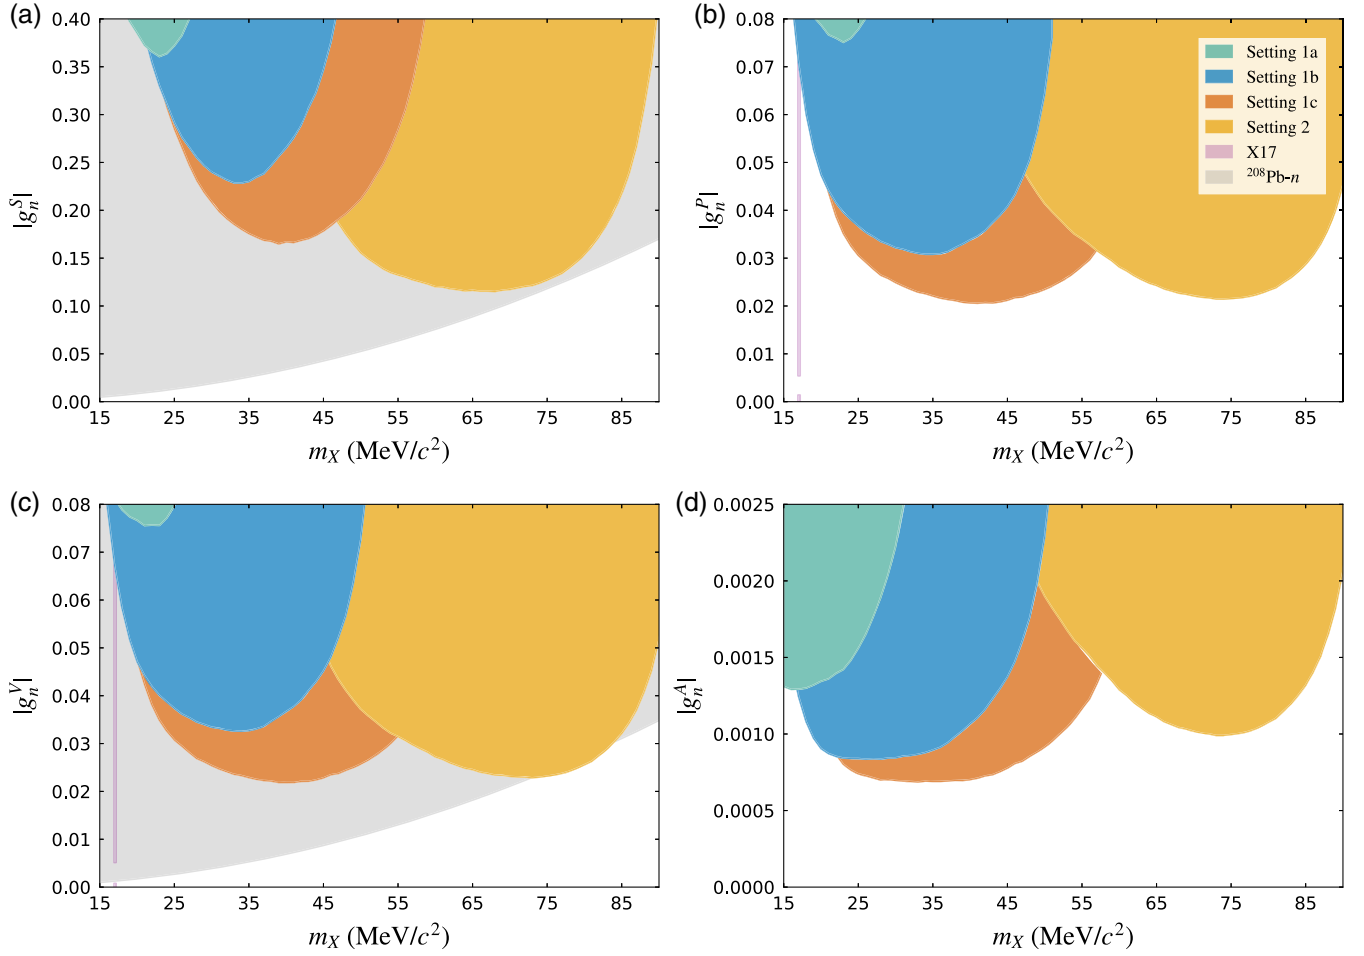 (a)
0.40
0.35
0.30
0.25
0.20
0.15
0.10
0.05
0.00
|g_n^S|
15 25 35 45 55 65 75 85
m_X (MeV/c^2)
(b)
0.08
0.07
0.06
0.05
0.04
0.03
0.02
0.01
0.00
|g_n^P|
15 25 35 45 55 65 75 85
m_X (MeV/c^2)
Setting 1a
Setting 1b
Setting 1c
Setting 2
X17
^208Pb-n
(c)
0.08
0.07
0.06
0.05
0.04
0.03
0.02
0.01
0.00
|g_n^V|
15 25 35 45 55 65 75 85
m_X (MeV/c^2)
(d)
0.0025
0.0020
0.0015
0.0010
0.0005
0.0000
|g_n^A|
15 25 35 45 55 65 75 85
m_X (MeV/c^2)